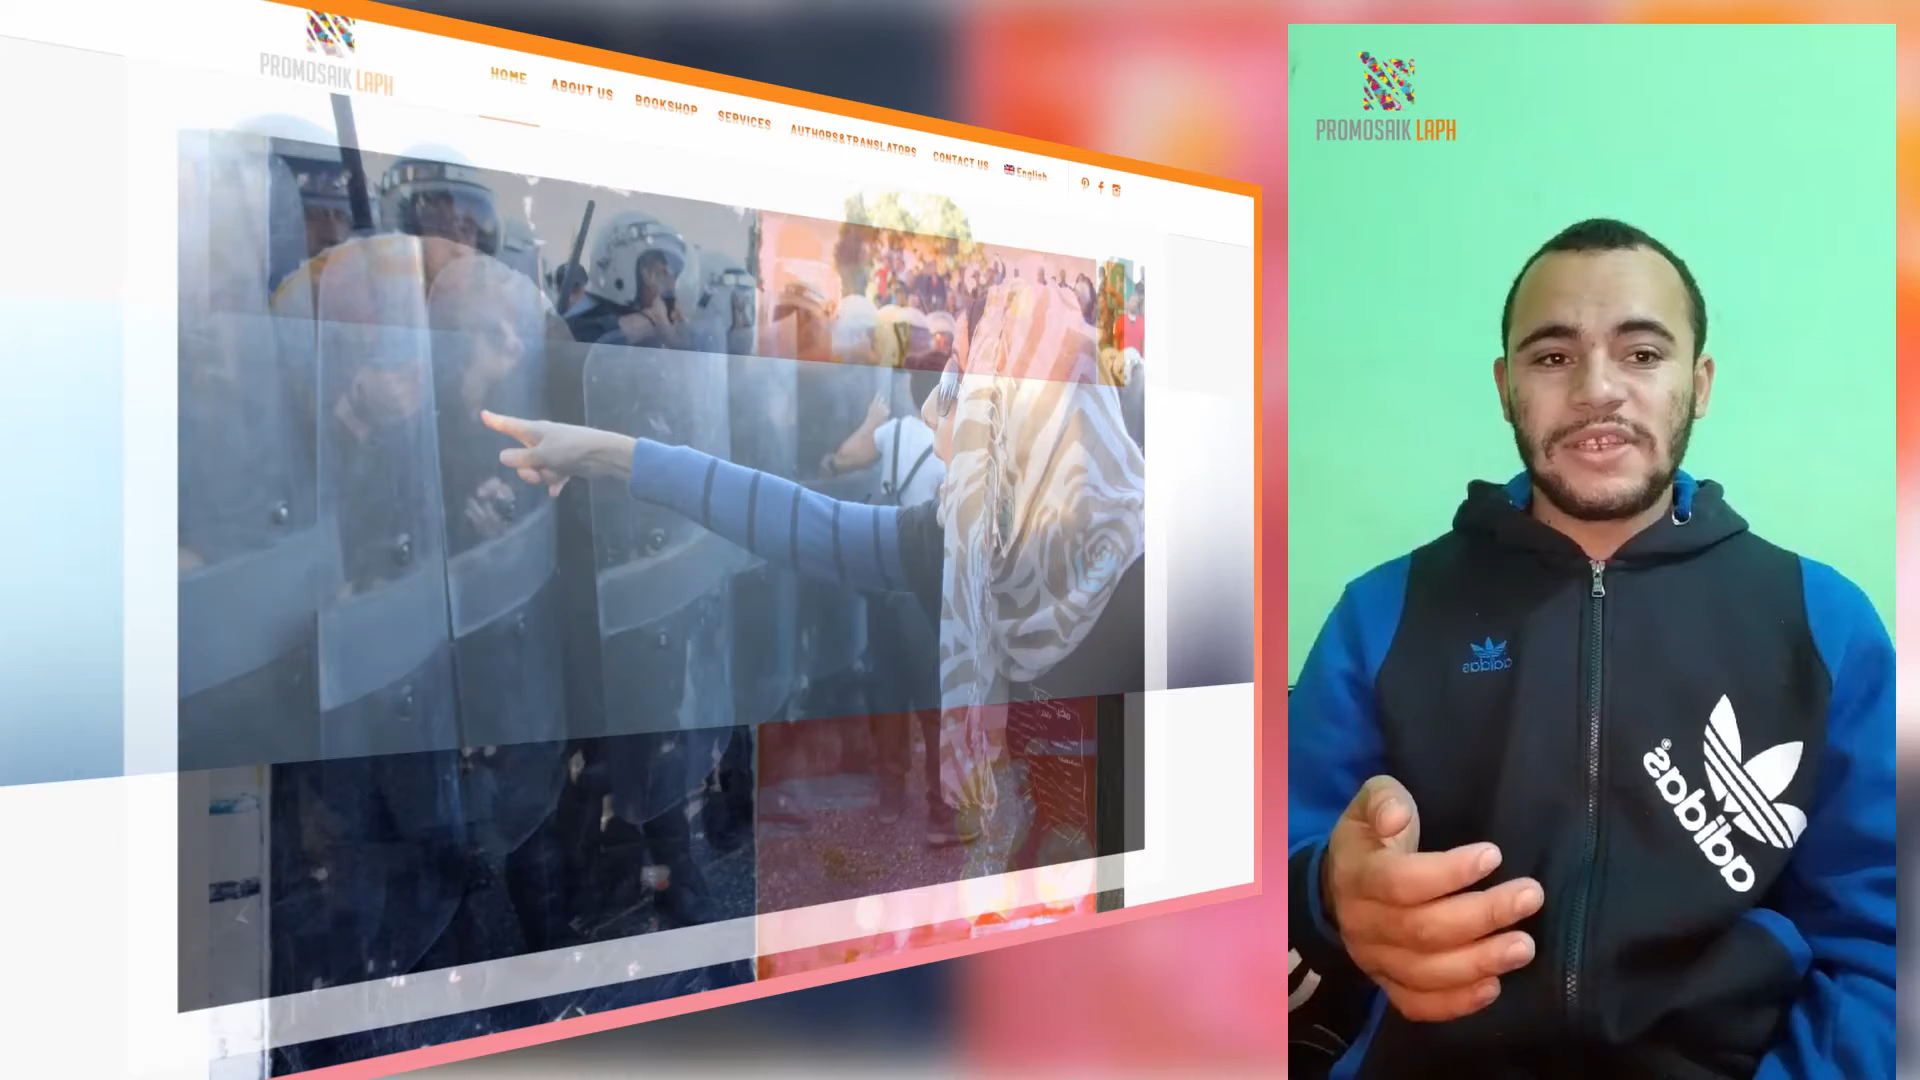 PROMOSAIK LAPH
HOME
ABOUT US
BOOKSHOP
SERVICES
AUTHORS&TRANSLATORS
CONTACT US
English
PROMOSAIK LAPH
adidas
adidas